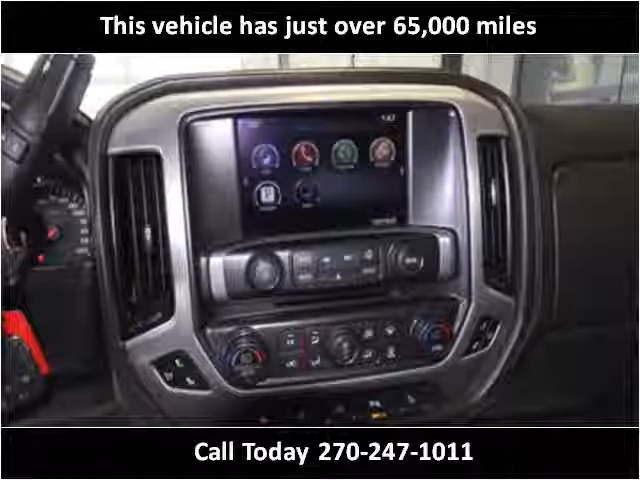 This vehicle has just over 65,000 miles
Call Today 270-247-1011